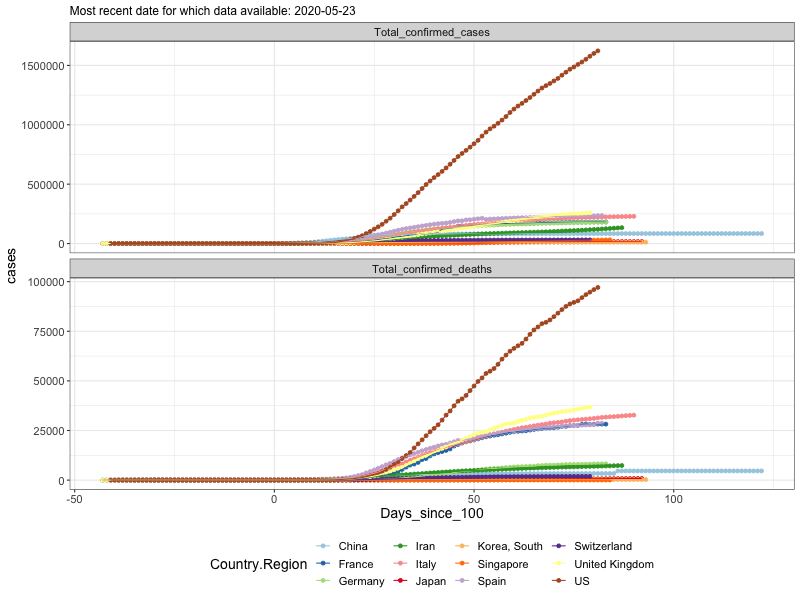 Most recent date for which data available: 2020-05-23
Total_confirmed_cases
1500000
1000000
500000
0
cases
Total_confirmed_deaths
100000
75000
50000
25000
0
-50 0 50 100
Days_since_100
Country.Region
China Iran Korea, South Switzerland
France Italy Singapore United Kingdom
Germany Japan Spain US